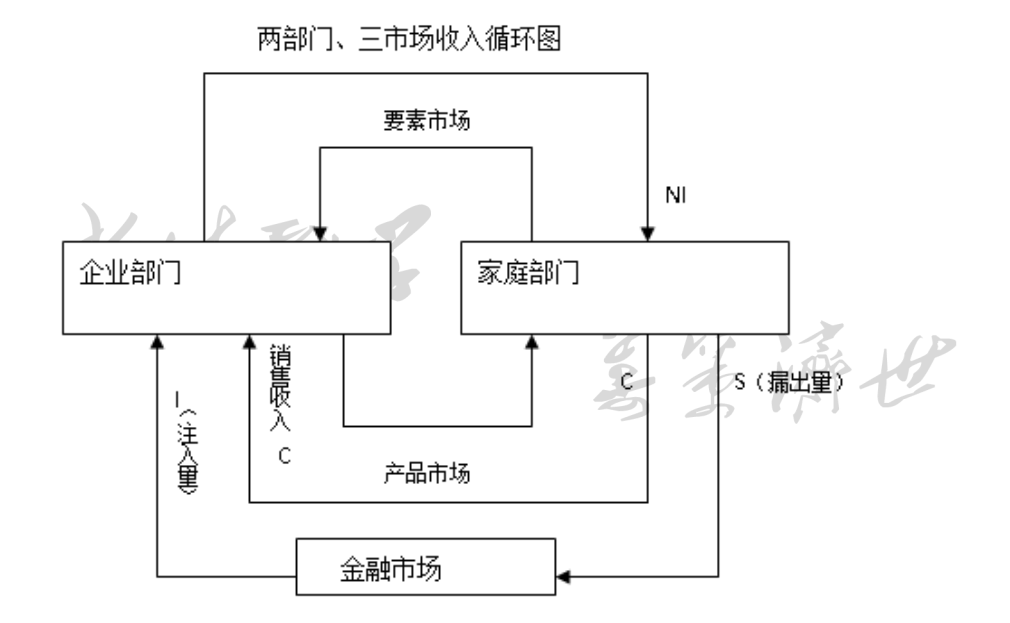 两部门、三市场收入循环图
要素市场
NI
企业部门
家庭部门
I（注入量）
销售收入 C
C
S（漏出量）
产品市场
金融市场
濟世